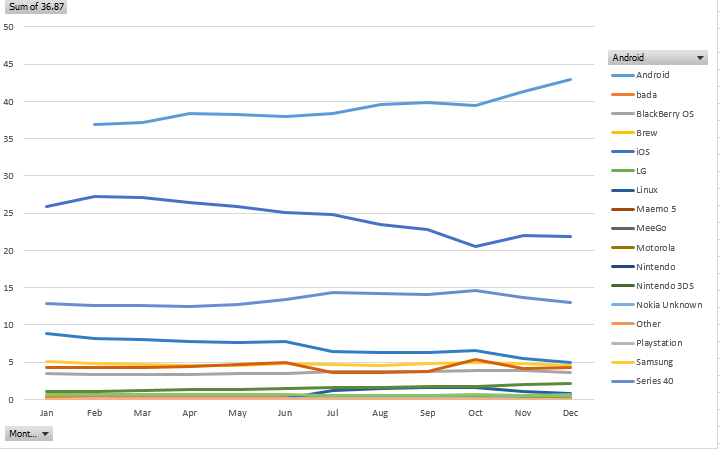 Sum of 36.87
50
45
40
35
30
25
20
15
10
5
0
Jan Feb Mar Apr May Jun Jul Aug Sep Oct Nov Dec
Mont...
Android
Android
bada
BlackBerry OS
Brew
iOS
LG
Linux
Maemo 5
MeeGo
Motorola
Nintendo
Nintendo 3DS
Nokia Unknown
Other
Playstation
Samsung
Series 40